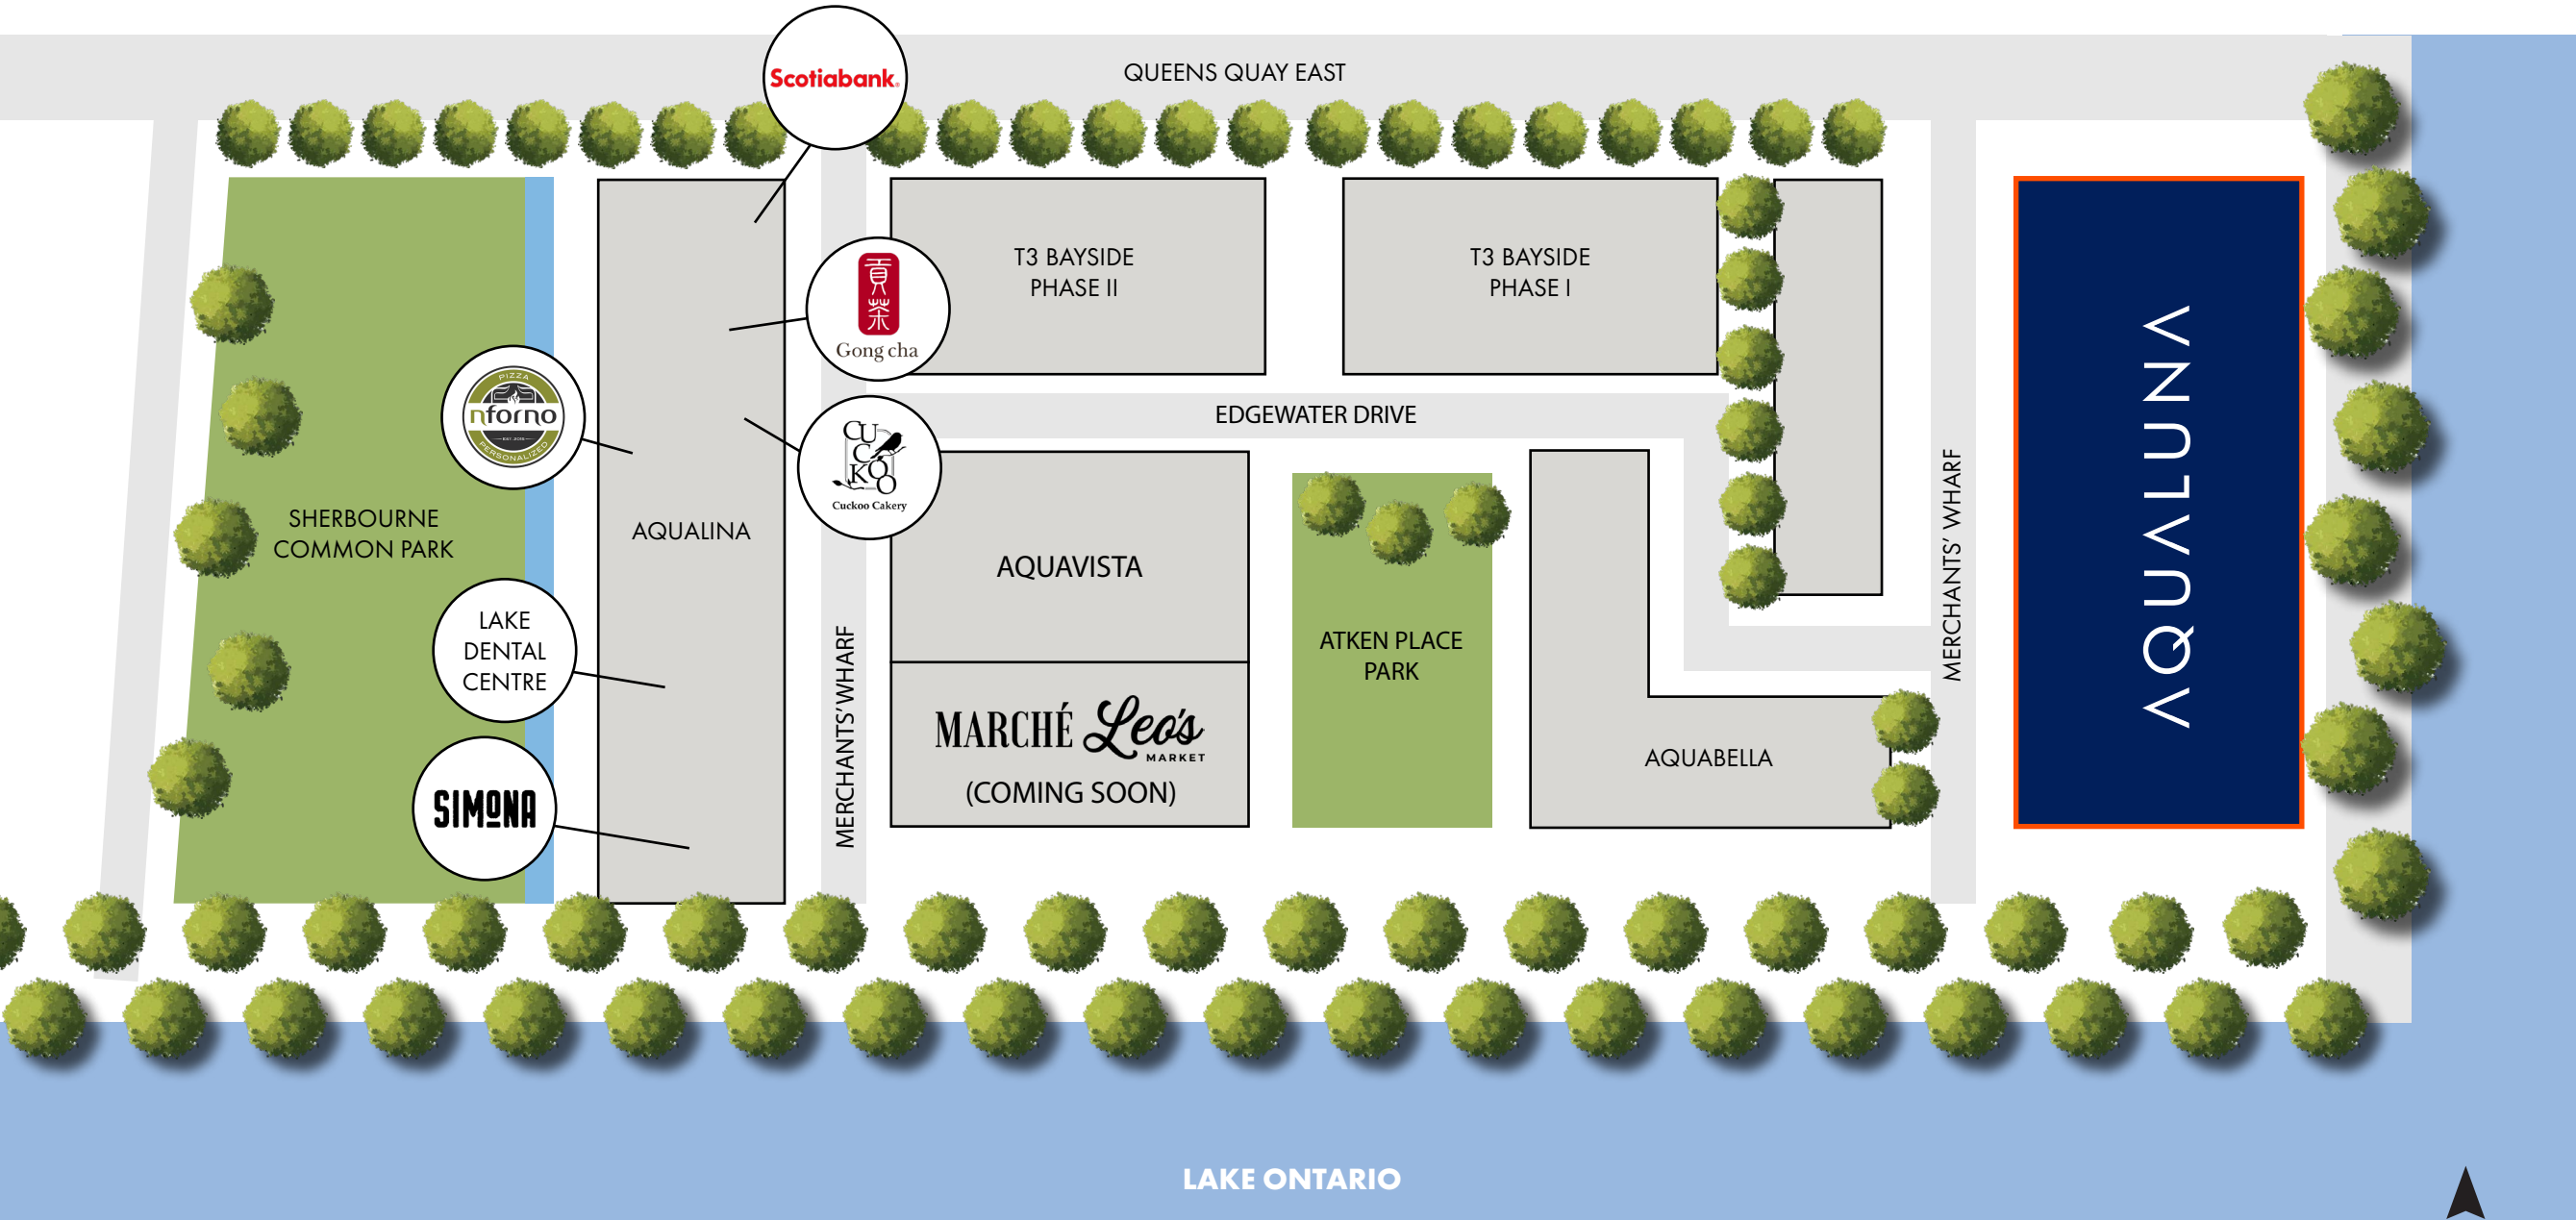 Scotiabank
QUEENS QUAY EAST
T3 BAYSIDE
PHASE II
T3 BAYSIDE
PHASE I
貢茶
Gong cha
PIZZA
nforno
PERSONALIZED
EDGEWATER DRIVE
CUCKOO
Cuckoo Cakery
SHERBOURNE
COMMON PARK
AQUALINA
AQUAVISTA
LAKE
DENTAL
CENTRE
MERCHANTS' WHARF
ATKEN PLACE
PARK
MERCHANTS' WHARF
AQUALUNA
MARCHÉ Leo's
MARKET
(COMING SOON)
AQUABELLA
SIMONA
LAKE ONTARIO